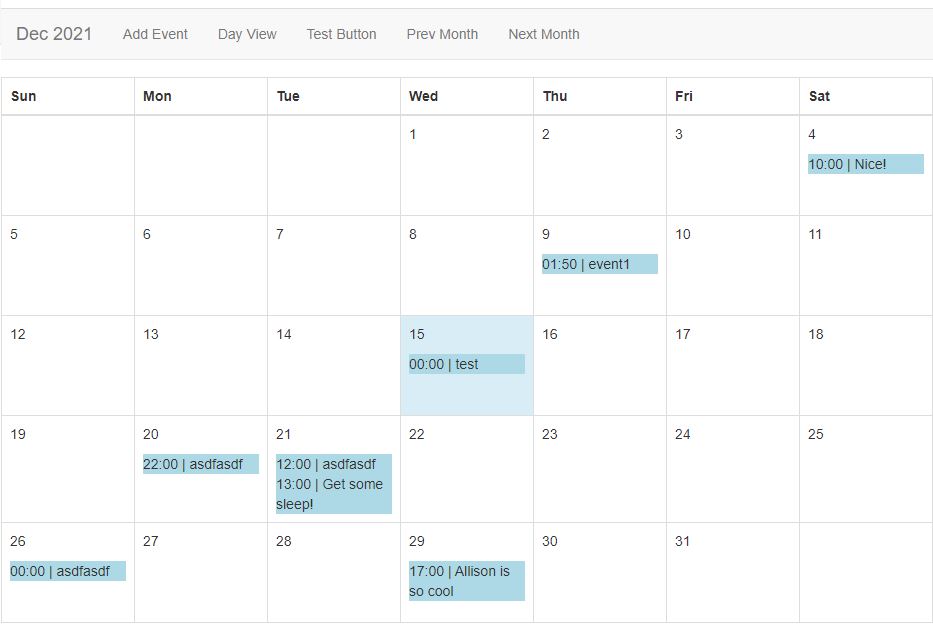 Dec 2021 Add Event Day View Test Button Prev Month Next Month
Sun Mon Tue Wed Thu Fri Sat
1 2 3 4
10:00 | Nice!
5 6 7 8 9 10 11
01:50 | event1
12 13 14 15 16 17 18
00:00 | test
19 20 21 22 23 24 25
22:00 | asdfasdf 12:00 | asdfasdf
13:00 | Get some
sleep!
26 27 28 29 30 31
00:00 | asdfasdf 17:00 | Allison is
so cool